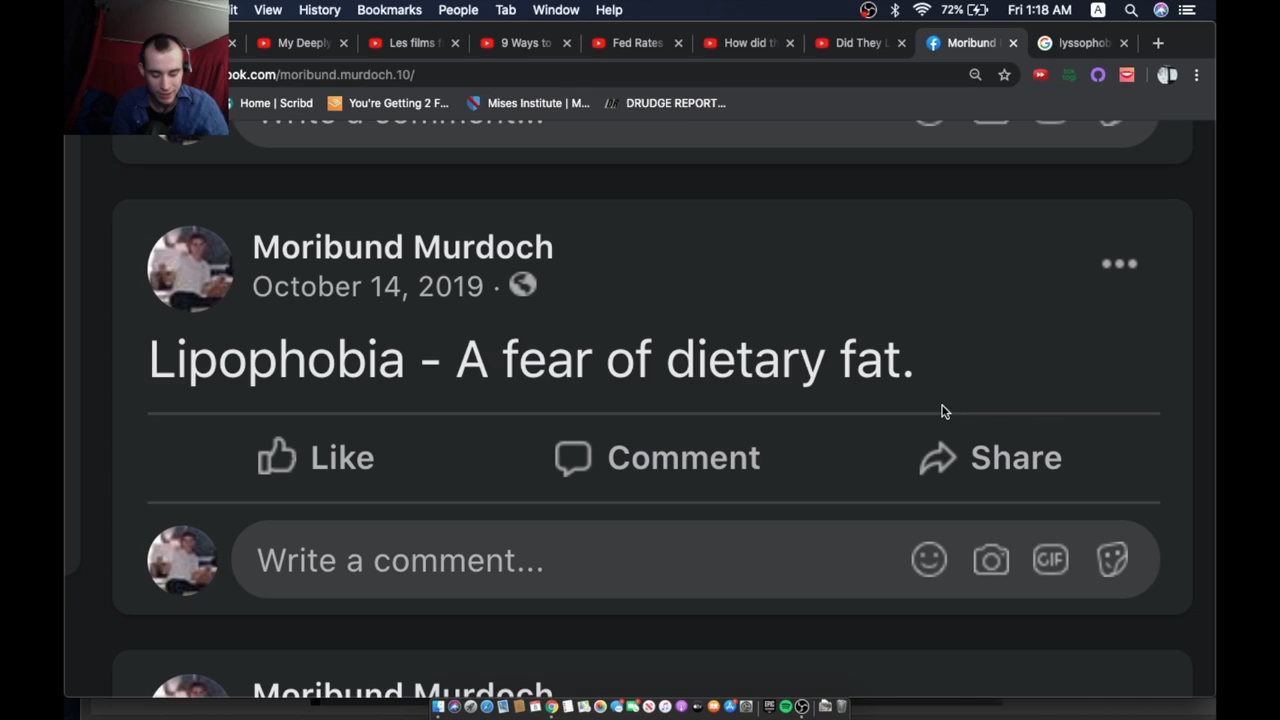 View History Bookmarks People Tab Window Help 72% Fri 1:18 AM A
My Deeply Les films f 9 Ways to Fed Rates How did th Did They L Moribund lyssophob
ook.com/moribund.murdoch.10/
Home | Scribd You're Getting 2 F... Mises Institute | M... DRUDGE REPORT...
Write a comment...
Moribund Murdoch
October 14, 2019 ·
Lipophobia - A fear of dietary fat.
Like Comment Share
Write a comment... GIF
Moribund Murdoch